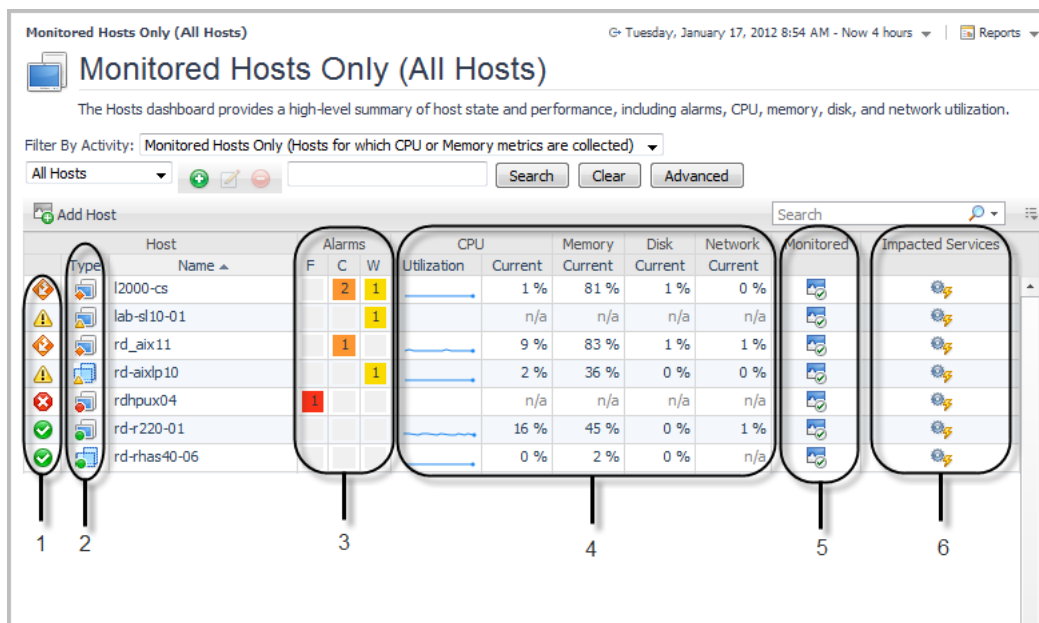 Monitored Hosts Only (All Hosts) Tuesday, January 17, 2012 8:54 AM - Now 4 hours Reports
Monitored Hosts Only (All Hosts)
The Hosts dashboard provides a high-level summary of host state and performance, including alarms, CPU, memory, disk, and network utilization.
Filter By Activity: Monitored Hosts Only (Hosts for which CPU or Memory metrics are collected)
All Hosts Search Clear Advanced
Add Host Search
Host Alarms CPU Memory Disk Network Monitored Impacted Services
Type Name F C W Utilization Current Current Current Current
l2000-cs 2 1 1 % 81 % 1 % 0 %
lab-sl10-01 1 n/a n/a n/a n/a
rd_aix11 1 9 % 83 % 1 % 1 %
rd-aixlp10 1 2 % 36 % 0 % 0 %
rdhpux04 1 n/a n/a n/a n/a
rd-r220-01 16 % 45 % 0 % 1 %
rd-rhas40-06 0 % 2 % 0 % n/a
1 2 3 4 5 6